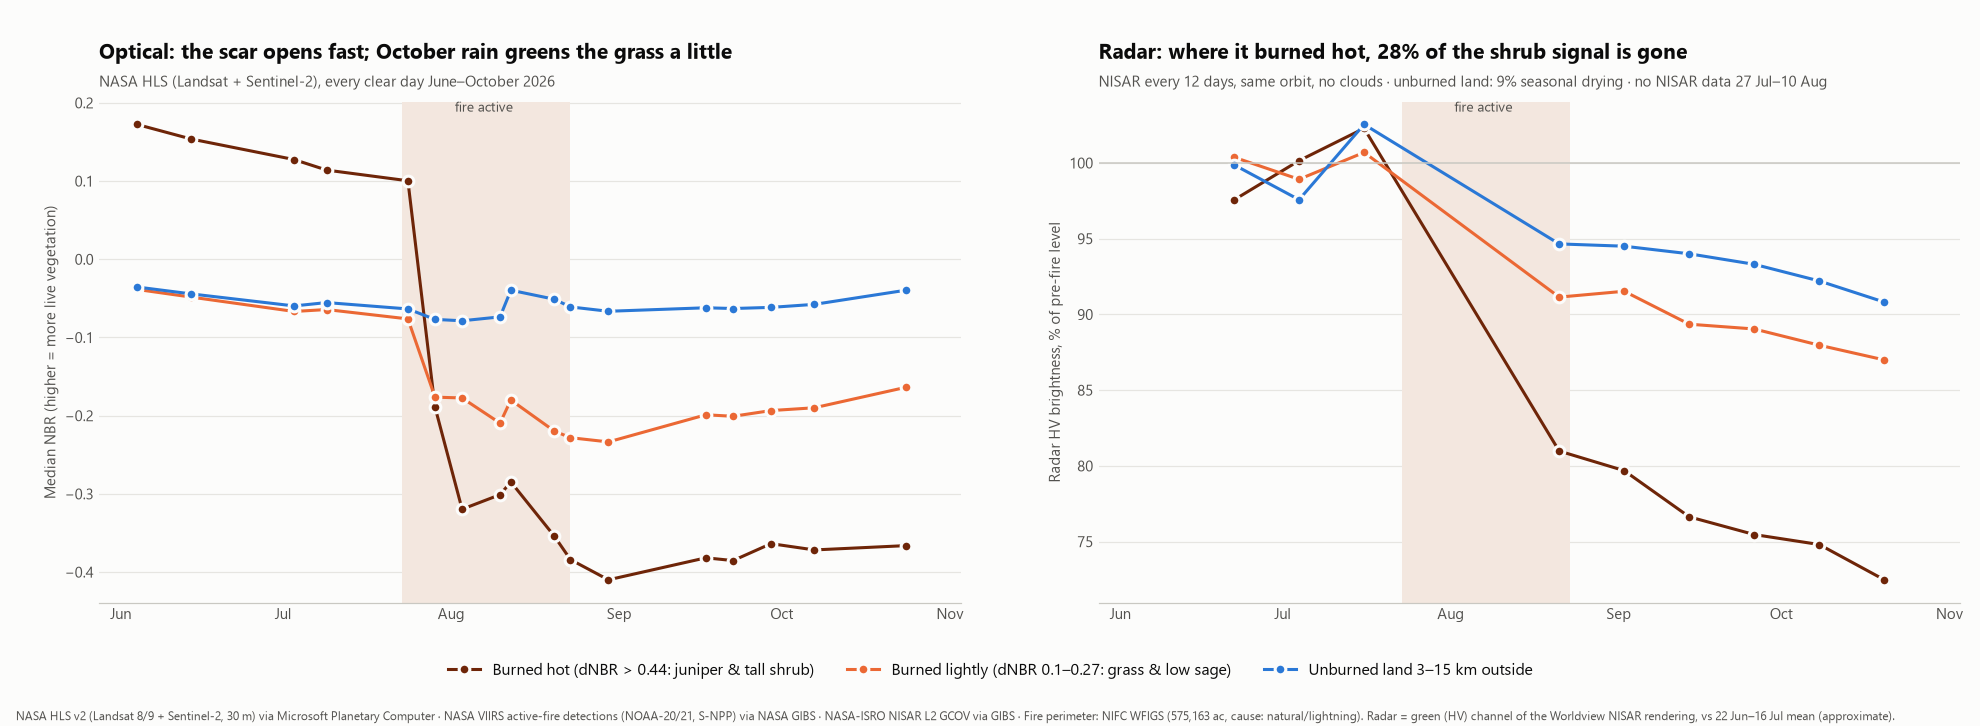 Optical: the scar opens fast; October rain greens the grass a little
NASA HLS (Landsat + Sentinel-2), every clear day June–October 2026
fire active
Median NBR (higher = more live vegetation)
0.2
0.1
0.0
−0.1
−0.2
−0.3
−0.4
Jun Jul Aug Sep Oct Nov
Radar: where it burned hot, 28% of the shrub signal is gone
NISAR every 12 days, same orbit, no clouds · unburned land: 9% seasonal drying · no NISAR data 27 Jul–10 Aug
fire active
Radar HV brightness, % of pre-fire level
100
95
90
85
80
75
Jun Jul Aug Sep Oct Nov
Burned hot (dNBR > 0.44: juniper & tall shrub) Burned lightly (dNBR 0.1–0.27: grass & low sage) Unburned land 3–15 km outside
NASA HLS v2 (Landsat 8/9 + Sentinel-2, 30 m) via Microsoft Planetary Computer · NASA VIIRS active-fire detections (NOAA-20/21, S-NPP) via NASA GIBS · NASA-ISRO NISAR L2 GCOV via GIBS · Fire perimeter: NIFC WFIGS (575,163 ac, cause: natural/lightning). Radar = green (HV) channel of the Worldview NISAR rendering, vs 22 Jun–16 Jul mean (approximate).